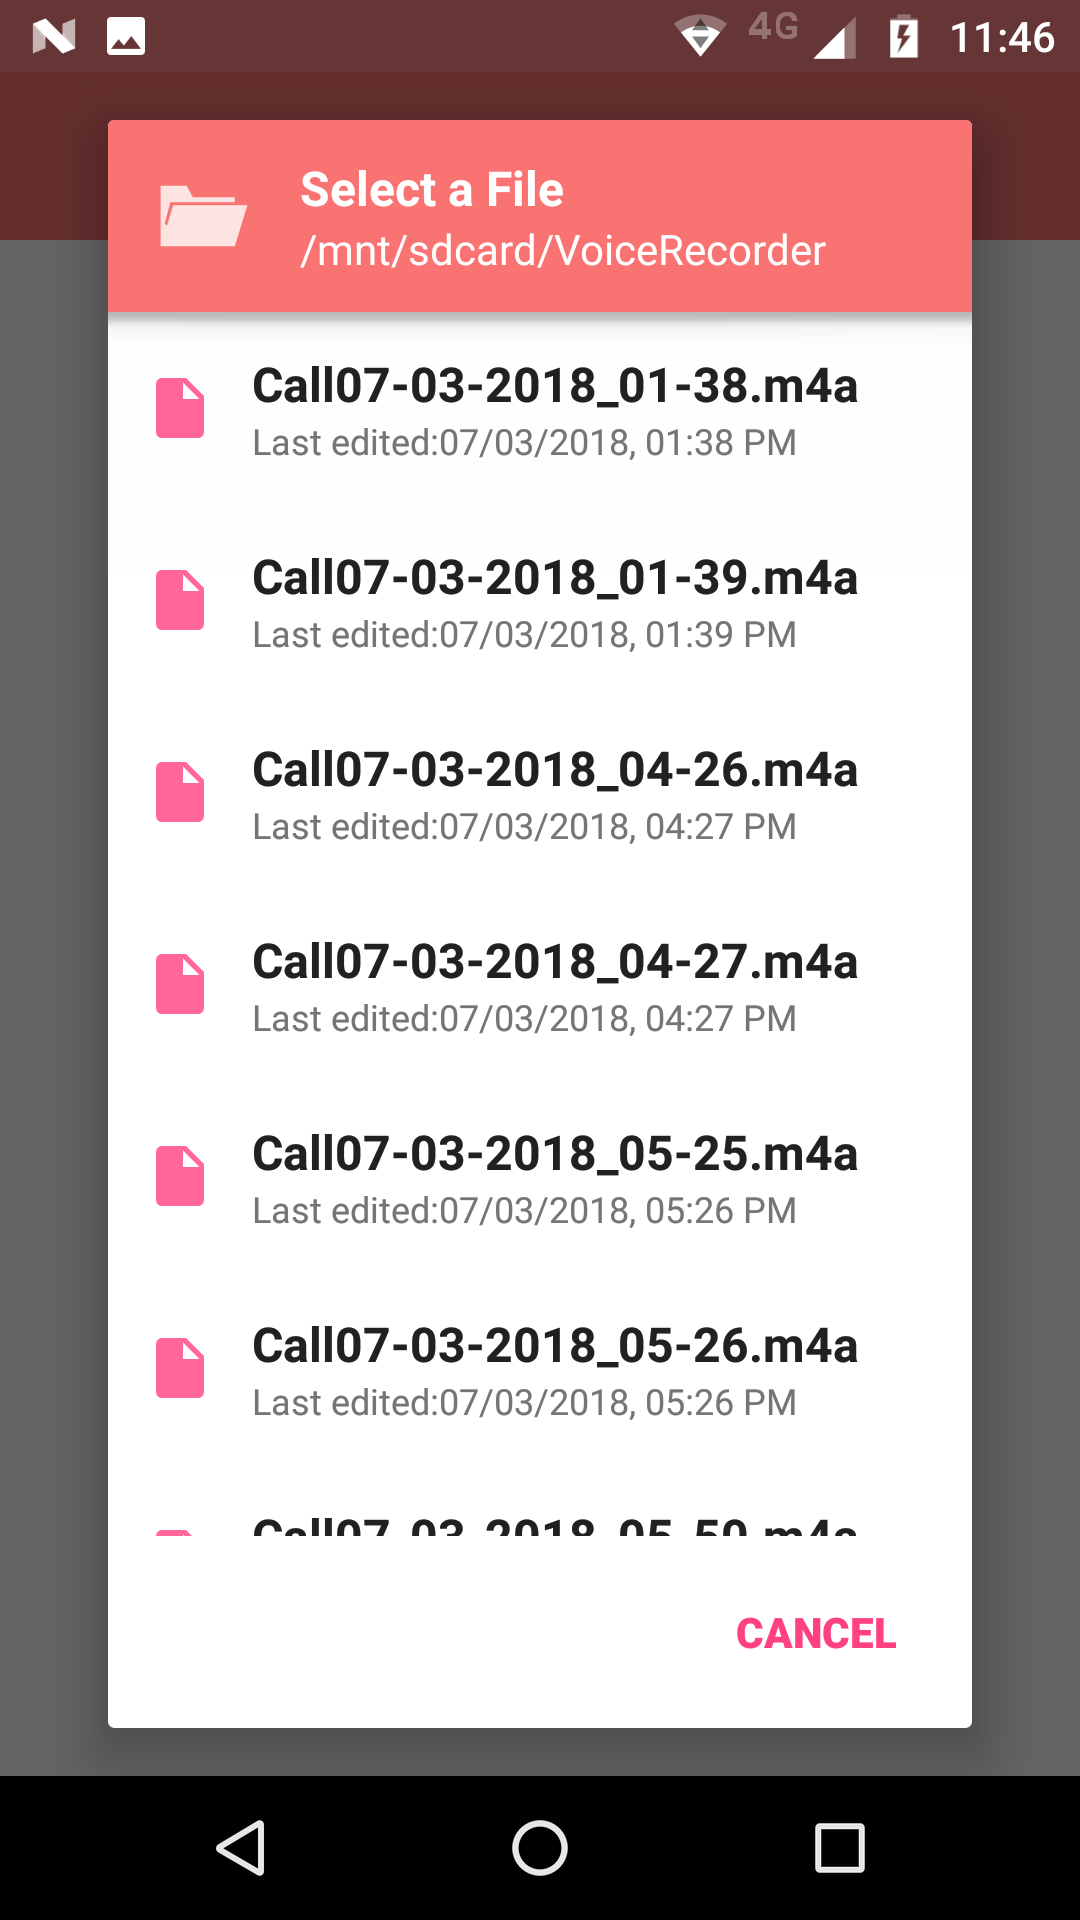 4G 11:46
Select a File
/mnt/sdcard/VoiceRecorder
Call07-03-2018_01-38.m4a
Last edited:07/03/2018, 01:38 PM
Call07-03-2018_01-39.m4a
Last edited:07/03/2018, 01:39 PM
Call07-03-2018_04-26.m4a
Last edited:07/03/2018, 04:27 PM
Call07-03-2018_04-27.m4a
Last edited:07/03/2018, 04:27 PM
Call07-03-2018_05-25.m4a
Last edited:07/03/2018, 05:26 PM
Call07-03-2018_05-26.m4a
Last edited:07/03/2018, 05:26 PM
CANCEL